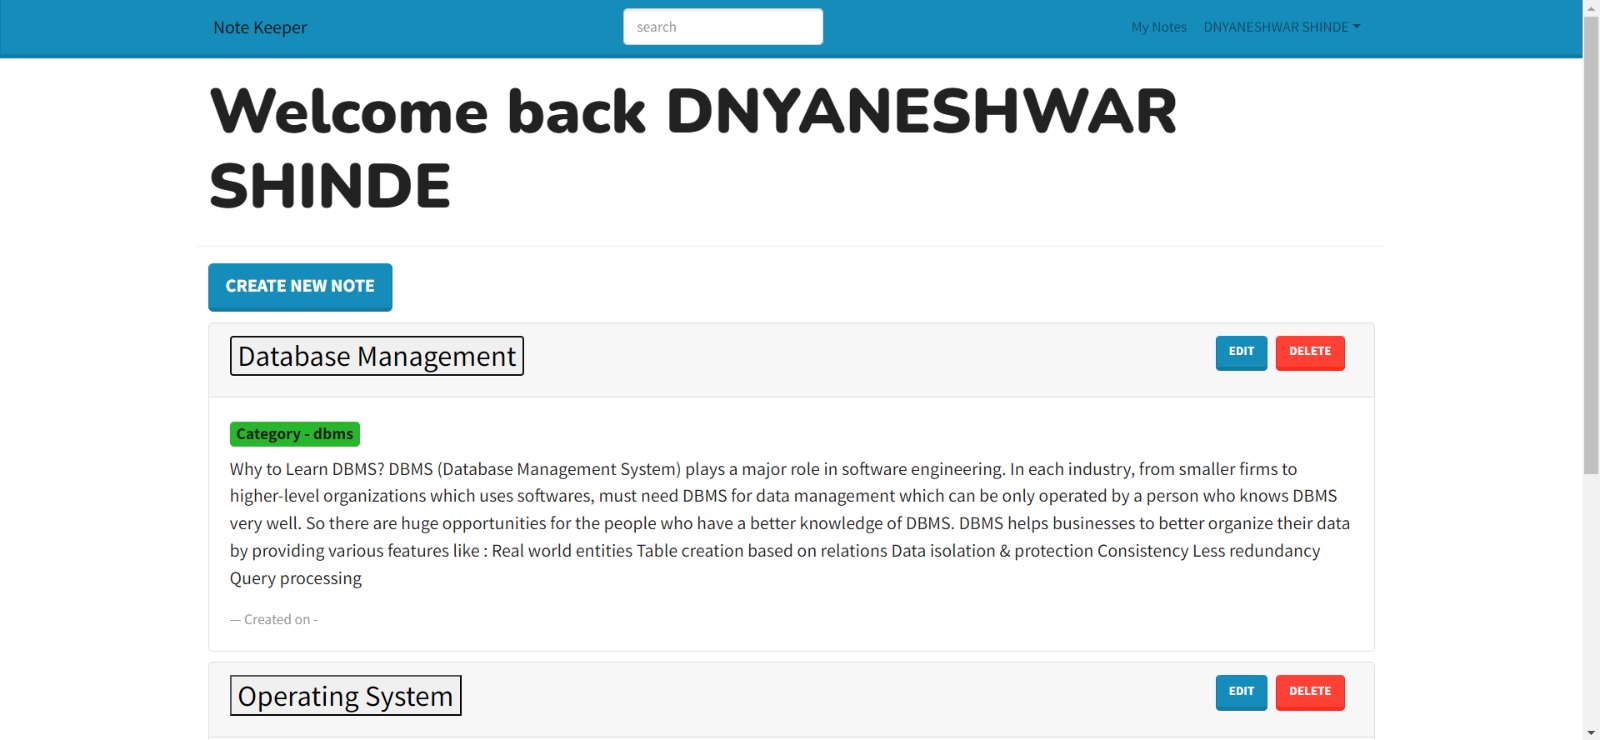 Note Keeper
search
My Notes
DNYANESHWAR SHINDE
Welcome back DNYANESHWAR
SHINDE
CREATE NEW NOTE
Database Management
EDIT
DELETE
Category - dbms
Why to Learn DBMS? DBMS (Database Management System) plays a major role in software engineering. In each industry, from smaller firms to
higher-level organizations which uses softwares, must need DBMS for data management which can be only operated by a person who knows DBMS
very well. So there are huge opportunities for the people who have a better knowledge of DBMS. DBMS helps businesses to better organize their data
by providing various features like : Real world entities Table creation based on relations Data isolation & protection Consistency Less redundancy
Query processing
— Created on -
Operating System
EDIT
DELETE